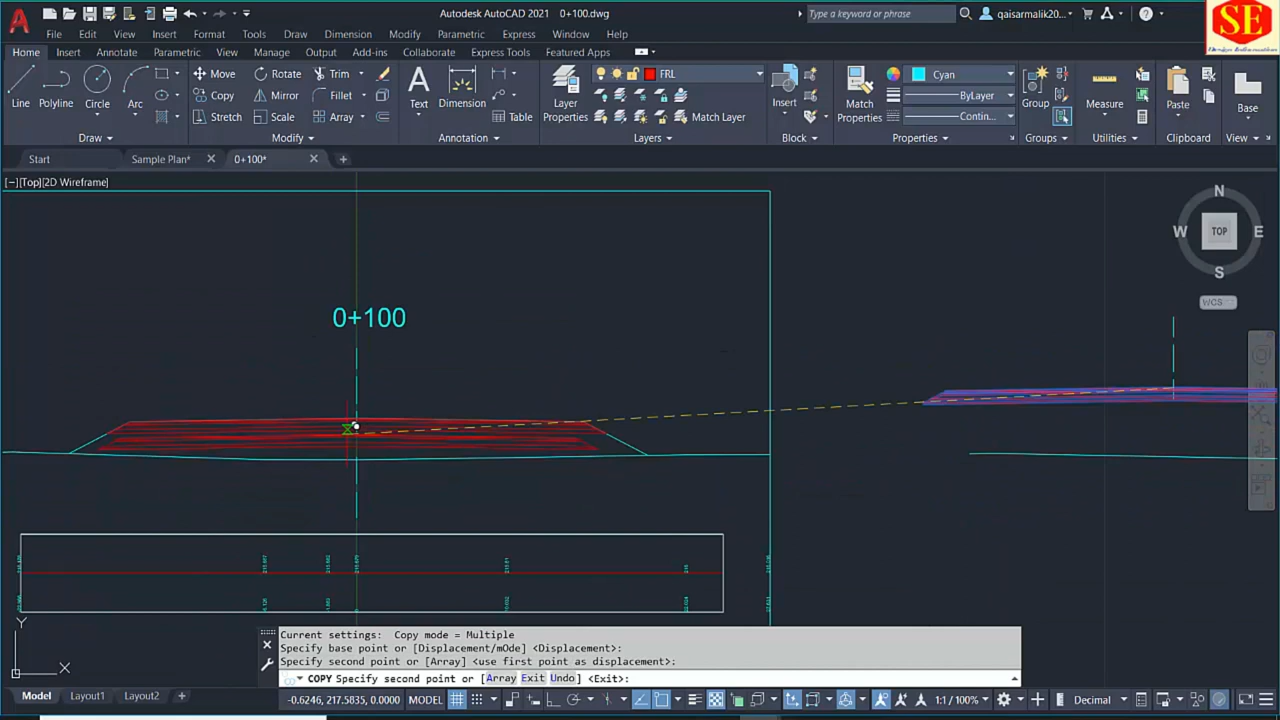 Autodesk AutoCAD 2021 0+100.dwg
Type a keyword or phrase
qaisarmalik20...
SE
File Edit View Insert Format Tools Draw Dimension Modify Parametric Express Window Help
Home Insert Annotate Parametric View Manage Output Add-ins Collaborate Express Tools Featured Apps
Line Polyline Circle Arc
Move Rotate Trim
Copy Mirror Fillet
Stretch Scale Array
Text Dimension Table
Layer Properties
FRL
Match Layer
Insert
Match Properties
Cyan
ByLayer
Contin...
Group Measure Paste Base
Draw Modify Annotation Layers Block Properties Groups Utilities Clipboard View
Start Sample Plan* 0+100*
[−][Top][2D Wireframe]
N
W TOP E
S
WCS
0+100
Y
X
Current settings: Copy mode = Multiple
Specify base point or [Displacement/mOde] <Displacement>:
Specify second point or [Array] <use first point as displacement>:
COPY Specify second point or [Array Exit Undo] <Exit>:
Model Layout1 Layout2
-0.6246, 217.5835, 0.0000 MODEL 1:1/100% Decimal